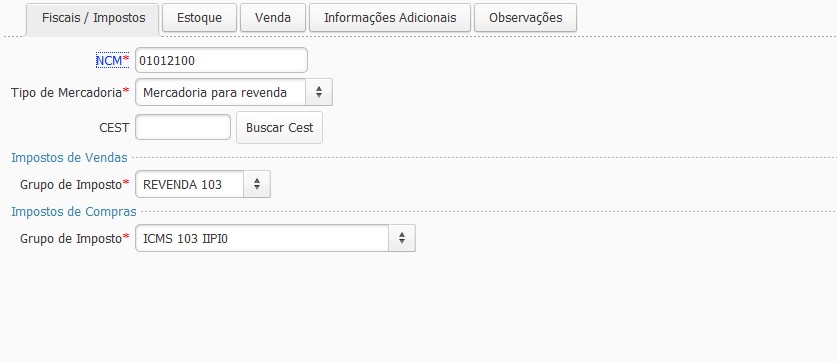 Fiscais / Impostos Estoque Venda Informações Adicionais Observações
NCM* 01012100
Tipo de Mercadoria* Mercadoria para revenda
CEST Buscar Cest
Impostos de Vendas
Grupo de Imposto* REVENDA 103
Impostos de Compras
Grupo de Imposto* ICMS 103 IIPI0